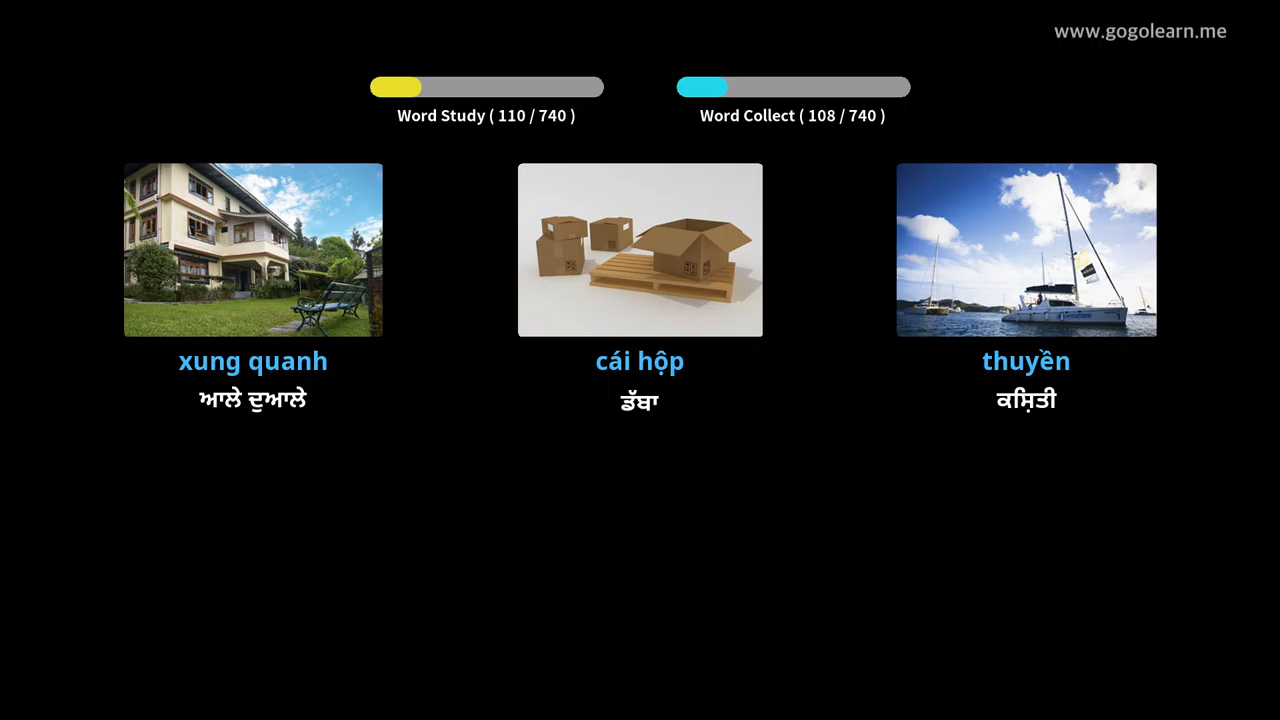 www.gogolearn.me
Word Study ( 110 / 740 )
Word Collect ( 108 / 740 )
xung quanh
cái hộp
thuyền
ਆਲੇ ਦੁਆਲੇ
ਡੱਬਾ
ਕਸ਼ਿਤੀ